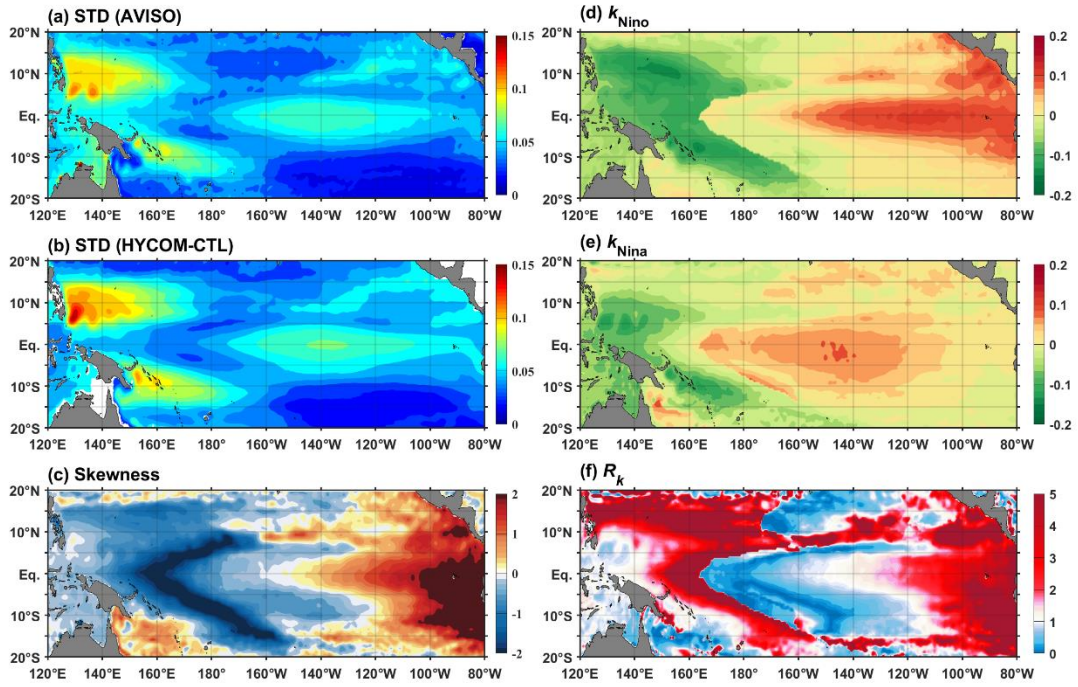 (a) STD (AVISO)
20°N
10°N
Eq.
10°S
20°S
120°E 140°E 160°E 180°E 160°W 140°W 120°W 100°W 80°W
0.15
0.1
0.05
0
(d) kNino
20°N
10°N
Eq.
10°S
20°S
120°E 140°E 160°E 180°E 160°W 140°W 120°W 100°W 80°W
0.2
0.1
0
-0.1
-0.2
(b) STD (HYCOM-CTL)
20°N
10°N
Eq.
10°S
20°S
120°E 140°E 160°E 180°E 160°W 140°W 120°W 100°W 80°W
0.15
0.1
0.05
0
(e) kNina
20°N
10°N
Eq.
10°S
20°S
120°E 140°E 160°E 180°E 160°W 140°W 120°W 100°W 80°W
0.2
0.1
0
-0.1
-0.2
(c) Skewness
20°N
10°N
Eq.
10°S
20°S
120°E 140°E 160°E 180°E 160°W 140°W 120°W 100°W 80°W
2
1
0
-1
-2
(f) Rk
20°N
10°N
Eq.
10°S
20°S
120°E 140°E 160°E 180°E 160°W 140°W 120°W 100°W 80°W
5
4
3
2
1
0